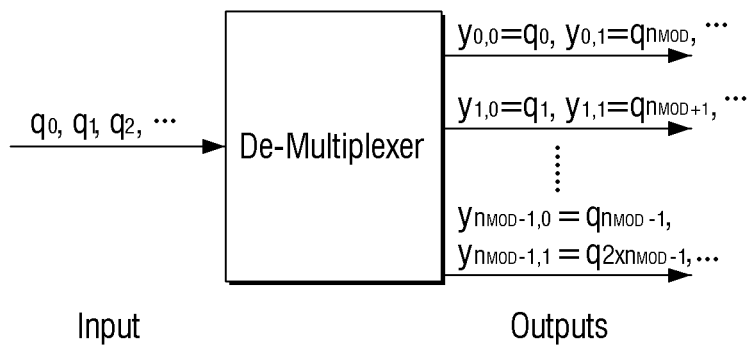 y0,0=q0, y0,1=qnMOD, ...
y1,0=q1, y1,1=qnMOD+1, ...
q0, q1, q2, ...
De-Multiplexer
ynMOD-1,0 = qnMOD-1,
ynMOD-1,1 = q2xnMOD-1, ...
Input
Outputs